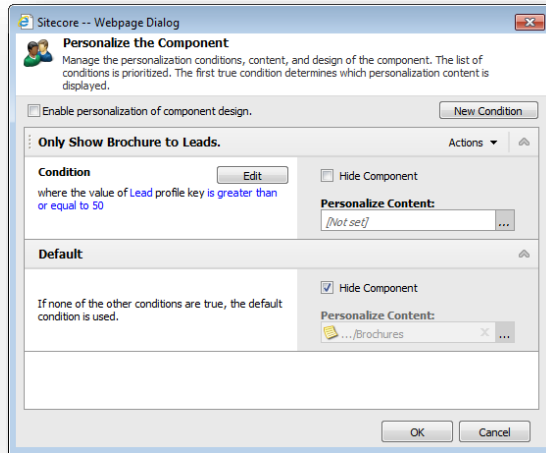 Sitecore -- Webpage Dialog
Personalize the Component
Manage the personalization conditions, content, and design of the component. The list of
conditions is prioritized. The first true condition determines which personalization content is
displayed.
Enable personalization of component design.
New Condition
Only Show Brochure to Leads.
Actions
Condition
Edit
where the value of Lead profile key is greater than
or equal to 50
Hide Component
Personalize Content:
[Not set]
...
Default
If none of the other conditions are true, the default
condition is used.
Hide Component
Personalize Content:
.../Brochures
...
OK
Cancel